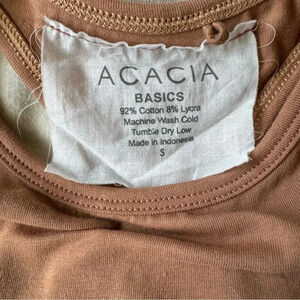 ACACIA
BASICS
92% Cotton 8% Lycra
Machine Wash Cold
Tumble Dry Low
Made in Indonesia
S